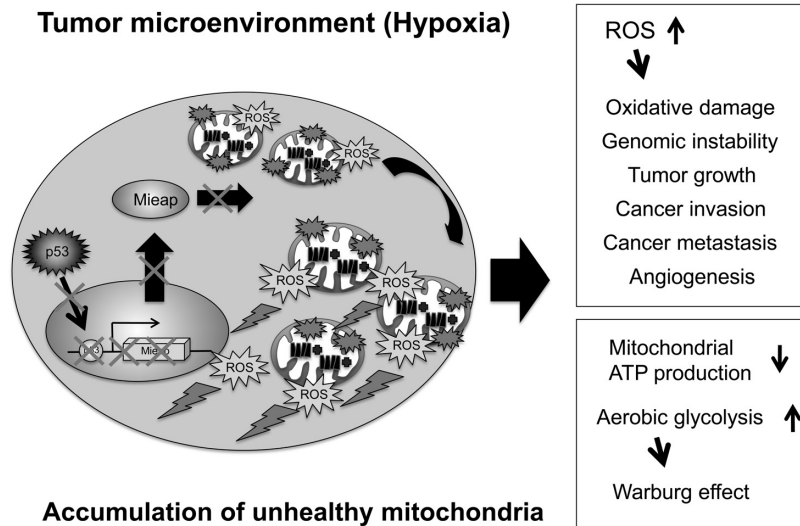 Tumor microenvironment (Hypoxia)
ROS
ROS
Mieap
p53
Mieap
ROS
ROS
ROS
ROS
ROS
Accumulation of unhealthy mitochondria
ROS
Oxidative damage
Genomic instability
Tumor growth
Cancer invasion
Cancer metastasis
Angiogenesis
Mitochondrial
ATP production
Aerobic glycolysis
Warburg effect